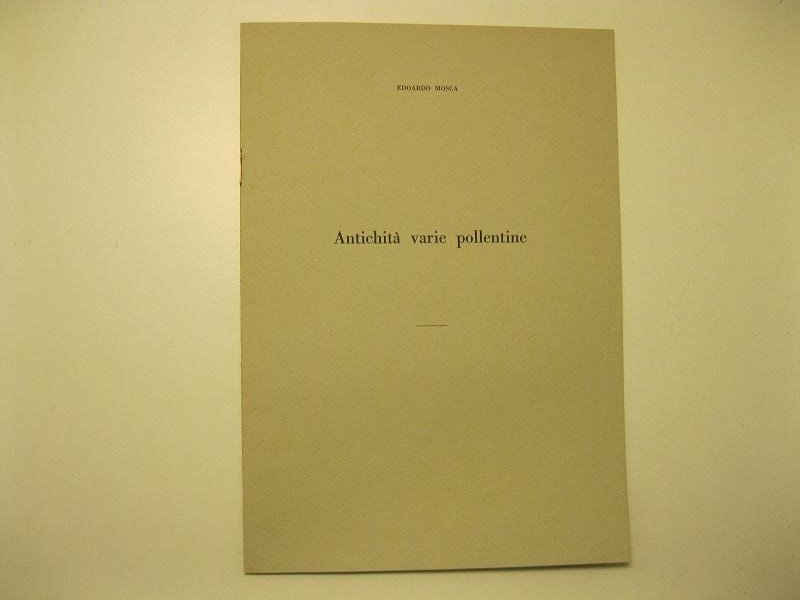 EDOARDO MOSCA
Antichità varie pollentine